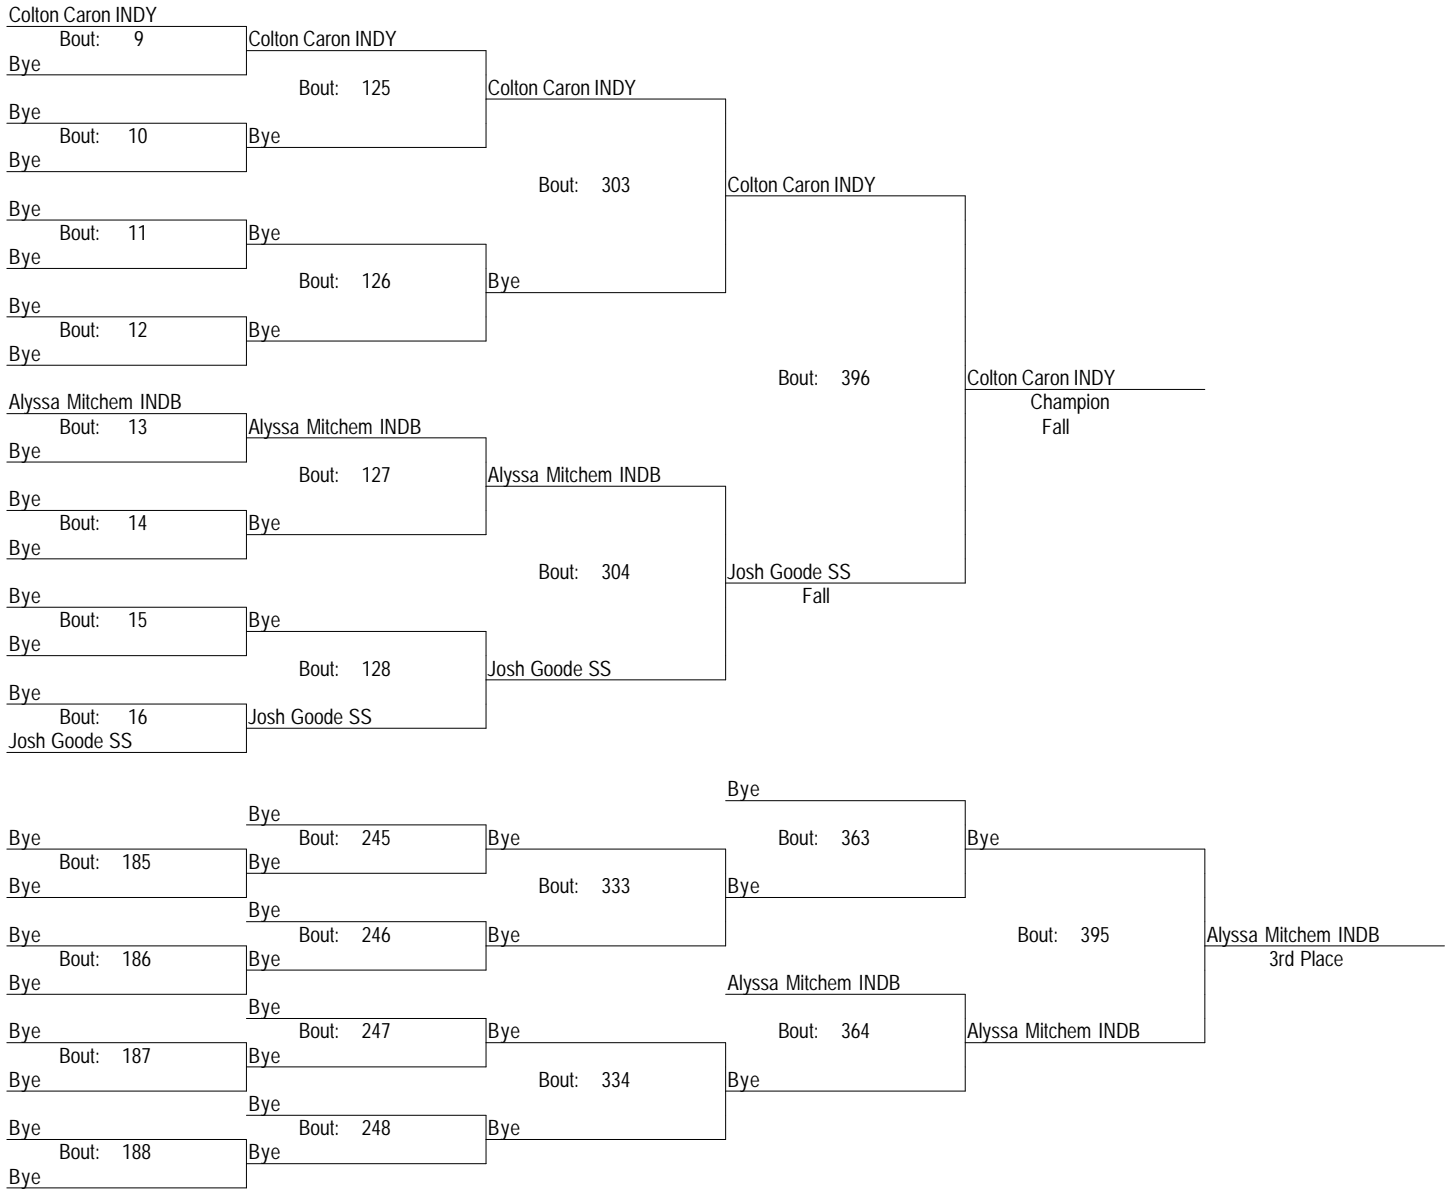 Colton Caron INDY
Bout: 9 Colton Caron INDY
Bye
Bout: 125 Colton Caron INDY
Bye
Bout: 10 Bye
Bye
Bout: 303 Colton Caron INDY
Bye
Bout: 11 Bye
Bye
Bout: 126 Bye
Bye
Bout: 12 Bye
Bye
Bout: 396 Colton Caron INDY
Alyssa Mitchem INDB Champion
Bout: 13 Alyssa Mitchem INDB Fall
Bye
Bout: 127 Alyssa Mitchem INDB
Bye
Bout: 14 Bye
Bye
Bout: 304 Josh Goode SS
Bye Fall
Bout: 15 Bye
Bye
Bout: 128 Josh Goode SS
Bye
Bout: 16 Josh Goode SS
Josh Goode SS
Bye
Bye
Bye Bout: 245 Bye Bout: 363 Bye
Bout: 185 Bye
Bye Bout: 333 Bye
Bye
Bye Bout: 246 Bye Bout: 395 Alyssa Mitchem INDB
Bout: 186 Bye 3rd Place
Bye Alyssa Mitchem INDB
Bye
Bye Bout: 247 Bye Bout: 364 Alyssa Mitchem INDB
Bout: 187 Bye
Bye Bout: 334 Bye
Bye
Bye Bout: 248 Bye
Bout: 188 Bye
Bye